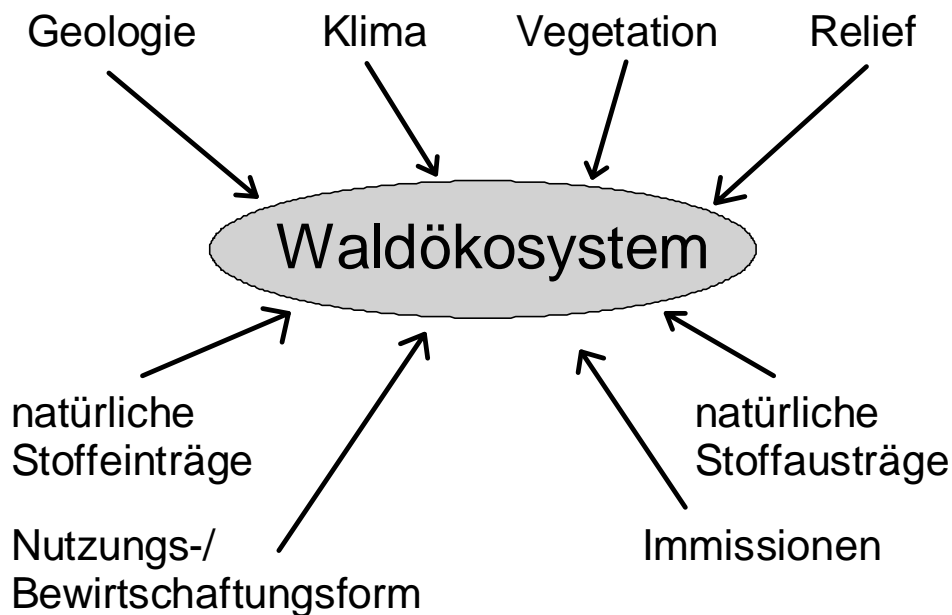 Geologie
Klima
Vegetation
Relief
Waldökosystem
natürliche
Stoffeinträge
natürliche
Stoffausträge
Nutzungs-/
Bewirtschaftungsform
Immissionen